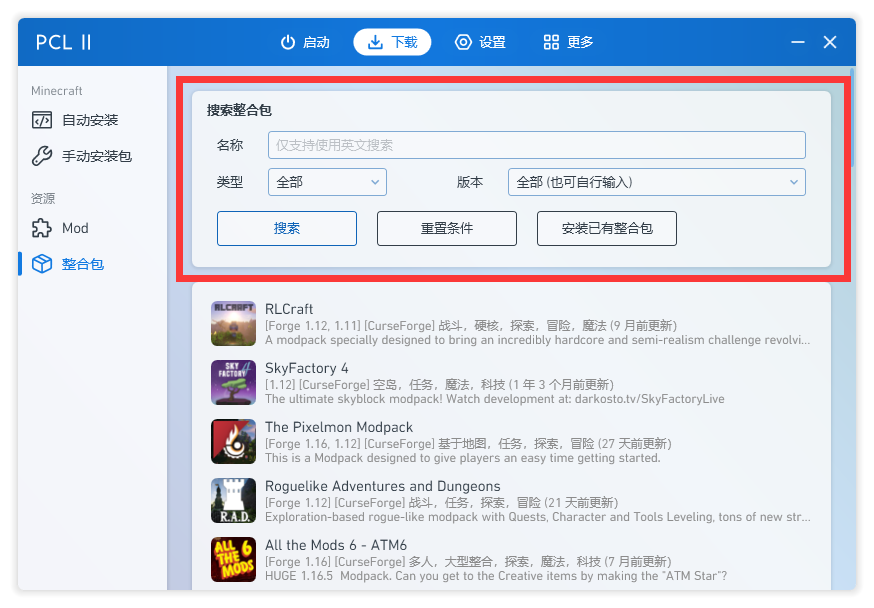 PCL II
启动
下载
设置
更多
Minecraft
自动安装
手动安装包
资源
Mod
整合包
搜索整合包
名称
仅支持使用英文搜索
类型
全部
版本
全部 (也可自行输入)
搜索
重置条件
安装已有整合包
RLCRAFT
RLCraft
[Forge 1.12, 1.11] [CurseForge] 战斗，硬核，探索，冒险，魔法 (9 月前更新)
A modpack specially designed to bring an incredibly hardcore and semi-realism challenge revolvi...
SKY
FACTORY 4
SkyFactory 4
[1.12] [CurseForge] 空岛，任务，魔法，科技 (1 年 3 个月前更新)
The ultimate skyblock modpack! Watch development at: darkosto.tv/SkyFactoryLive
The Pixelmon Modpack
[Forge 1.16, 1.12] [CurseForge] 基于地图，任务，探索，冒险 (27 天前更新)
This is a Modpack designed to give players an easy time getting started.
R.A.D.
Roguelike Adventures and Dungeons
[Forge 1.12] [CurseForge] 战斗，任务，探索，冒险 (21 天前更新)
Exploration-based rogue-like modpack with Quests, Character and Tools Leveling, tons of new str...
ALL 6
THE
MODS
All the Mods 6 - ATM6
[Forge 1.16] [CurseForge] 多人，大型整合，探索，魔法，科技 (7 月前更新)
HUGE 1.16.5  Modpack. Can you get to the Creative items by making the "ATM Star"?